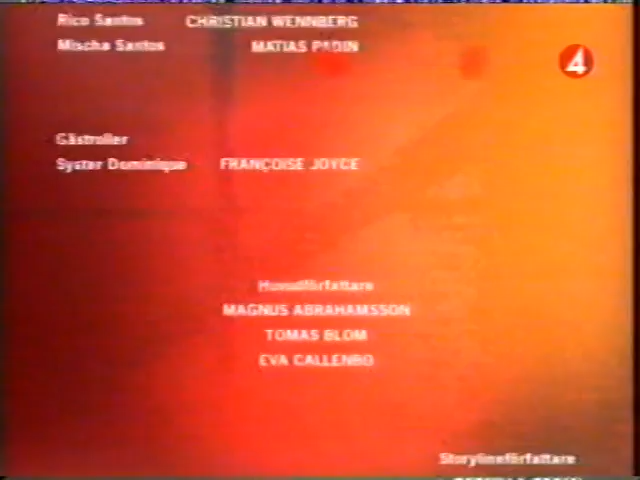 Rico Santos CHRISTIAN WENNBERG
Mischa Santos MATIAS PADIN
4
Gästroller
Syster Dominique FRANÇOISE JOYCE
Huvudförfattare
MAGNUS ABRAHAMSSON
TOMAS BLOM
EVA CALLENBO
Storylineförfattare